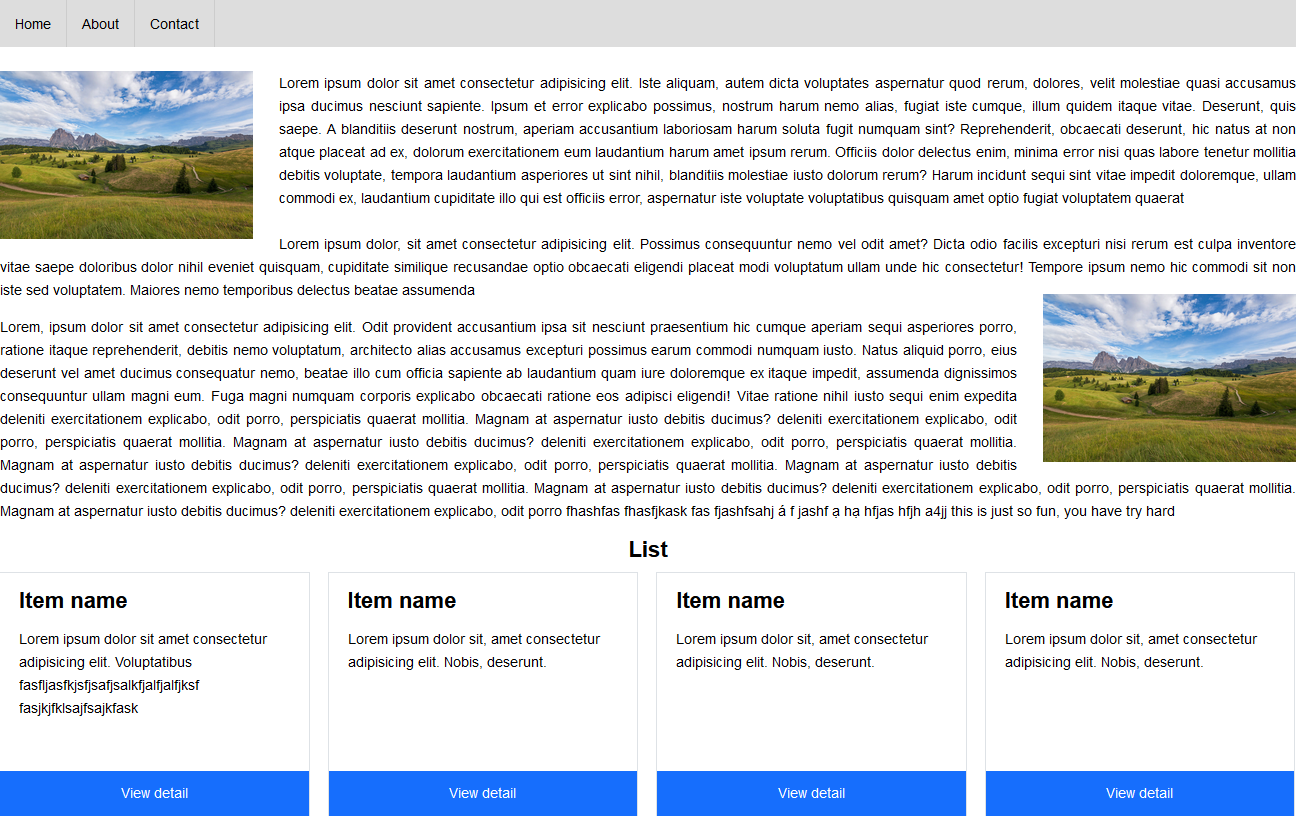 Home About Contact
Lorem ipsum dolor sit amet consectetur adipisicing elit. Iste aliquam, autem dicta voluptates aspernatur quod rerum, dolores, velit molestiae quasi accusamus
ipsa ducimus nesciunt sapiente. Ipsum et error explicabo possimus, nostrum harum nemo alias, fugiat iste cumque, illum quidem itaque vitae. Deserunt, quis
saepe. A blanditiis deserunt nostrum, aperiam accusantium laboriosam harum soluta fugit numquam sint? Reprehenderit, obcaecati deserunt, hic natus at non
atque placeat ad ex, dolorum exercitationem eum laudantium harum amet ipsum rerum. Officiis dolor delectus enim, minima error nisi quas labore tenetur mollitia
debitis voluptate, tempora laudantium asperiores ut sint nihil, blanditiis molestiae iusto dolorum rerum? Harum incidunt sequi sint vitae impedit doloremque, ullam
commodi ex, laudantium cupiditate illo qui est officiis error, aspernatur iste voluptate voluptatibus quisquam amet optio fugiat voluptatem quaerat
Lorem ipsum dolor, sit amet consectetur adipisicing elit. Possimus consequuntur nemo vel odit amet? Dicta odio facilis excepturi nisi rerum est culpa inventore
vitae saepe doloribus dolor nihil eveniet quisquam, cupiditate similique recusandae optio obcaecati eligendi placeat modi voluptatum ullam unde hic consectetur! Tempore ipsum nemo hic commodi sit non
iste sed voluptatem. Maiores nemo temporibus delectus beatae assumenda
Lorem, ipsum dolor sit amet consectetur adipisicing elit. Odit provident accusantium ipsa sit nesciunt praesentium hic cumque aperiam sequi asperiores porro,
ratione itaque reprehenderit, debitis nemo voluptatum, architecto alias accusamus excepturi possimus earum commodi numquam iusto. Natus aliquid porro, eius
deserunt vel amet ducimus consequatur nemo, beatae illo cum officia sapiente ab laudantium quam iure doloremque ex itaque impedit, assumenda dignissimos
consequuntur ullam magni eum. Fuga magni numquam corporis explicabo obcaecati ratione eos adipisci eligendi! Vitae ratione nihil iusto sequi enim expedita
deleniti exercitationem explicabo, odit porro, perspiciatis quaerat mollitia. Magnam at aspernatur iusto debitis ducimus? deleniti exercitationem explicabo, odit
porro, perspiciatis quaerat mollitia. Magnam at aspernatur iusto debitis ducimus? deleniti exercitationem explicabo, odit porro, perspiciatis quaerat mollitia.
Magnam at aspernatur iusto debitis ducimus? deleniti exercitationem explicabo, odit porro, perspiciatis quaerat mollitia. Magnam at aspernatur iusto debitis
ducimus? deleniti exercitationem explicabo, odit porro, perspiciatis quaerat mollitia. Magnam at aspernatur iusto debitis ducimus? deleniti exercitationem explicabo, odit porro, perspiciatis quaerat mollitia.
Magnam at aspernatur iusto debitis ducimus? deleniti exercitationem explicabo, odit porro fhashfas fhasfjkask fas fjashfsahj á f jashf ạ hạ hfjas hfjh a4jj this is just so fun, you have try hard
List
Item name
Lorem ipsum dolor sit amet consectetur
adipisicing elit. Voluptatibus
fasfljasfkjsfjsafjsalkfjalfjalfjksf
fasjkjfklsajfsajkfask
View detail
Item name
Lorem ipsum dolor sit, amet consectetur
adipisicing elit. Nobis, deserunt.
View detail
Item name
Lorem ipsum dolor sit, amet consectetur
adipisicing elit. Nobis, deserunt.
View detail
Item name
Lorem ipsum dolor sit, amet consectetur
adipisicing elit. Nobis, deserunt.
View detail